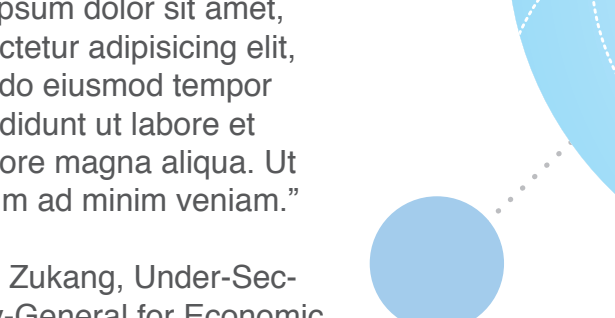 psum dolor sit amet,
ctetur adipisicing elit,
do eiusmod tempor
didunt ut labore et
ore magna aliqua. Ut
m ad minim veniam.”
Zukang, Under-Sec-
y-General for Economic